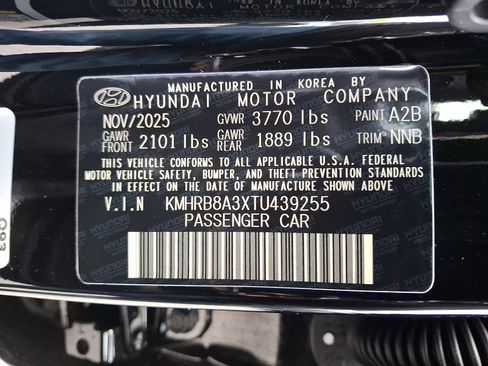 MANUFACTURED IN KOREA BY
HYUNDAI MOTOR COMPANY
NOV/2025 GVWR 3770 lbs PAINT A2B
GAWR FRONT 2101 lbs GAWR REAR 1889 lbs TRIM NNB
THIS VEHICLE CONFORMS TO ALL APPLICABLE U.S.A. FEDERAL
MOTOR VEHICLE SAFETY, BUMPER, AND THEFT PREVENTION STANDARDS
IN EFFECT ON THE DATE OF MANUFACTURE SHOWN ABOVE.
V.I.N KMHRB8A3XTU439255
PASSENGER CAR